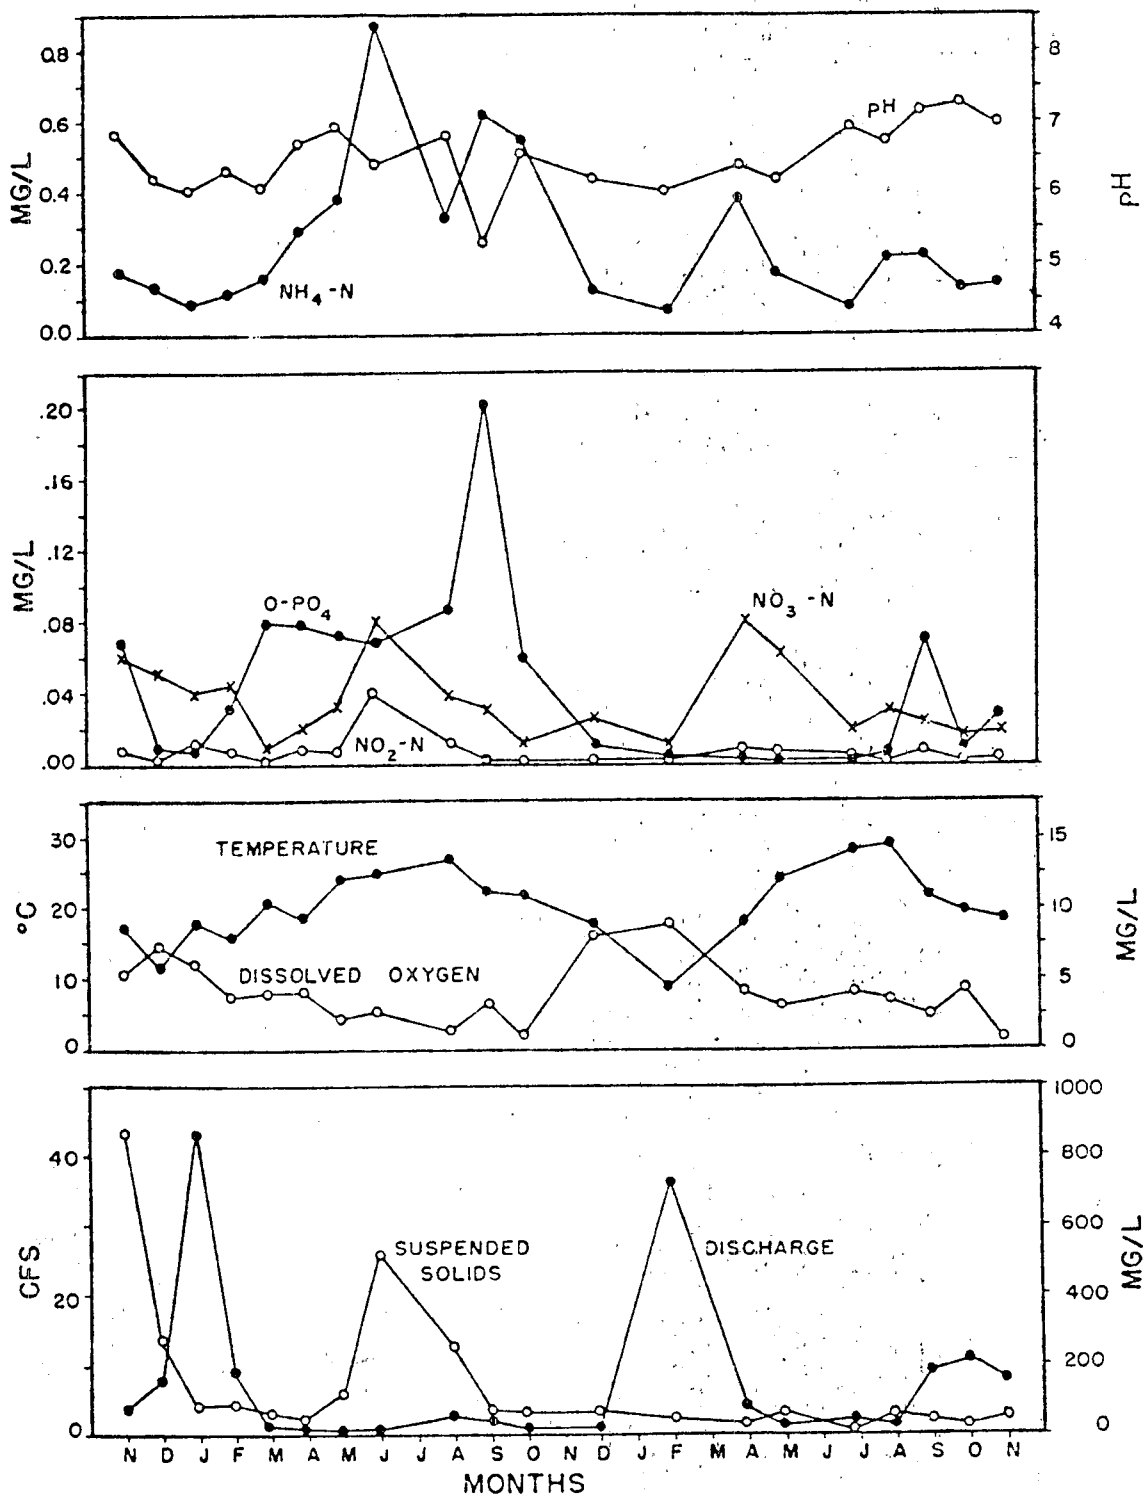 0.8
0.6
0.4
0.2
0.0
MG/L
8
7
6
5
4
pH
pH
NH4-N
.20
.16
.12
.08
.04
.00
MG/L
O-PO4
NO3-N
NO2-N
30
20
10
0
°C
15
10
5
0
MG/L
TEMPERATURE
DISSOLVED OXYGEN
40
20
0
CFS
1000
800
600
400
200
0
MG/L
SUSPENDED
SOLIDS
DISCHARGE
N D J F M A M J J A S O N D J F M A M J J A S O N
MONTHS